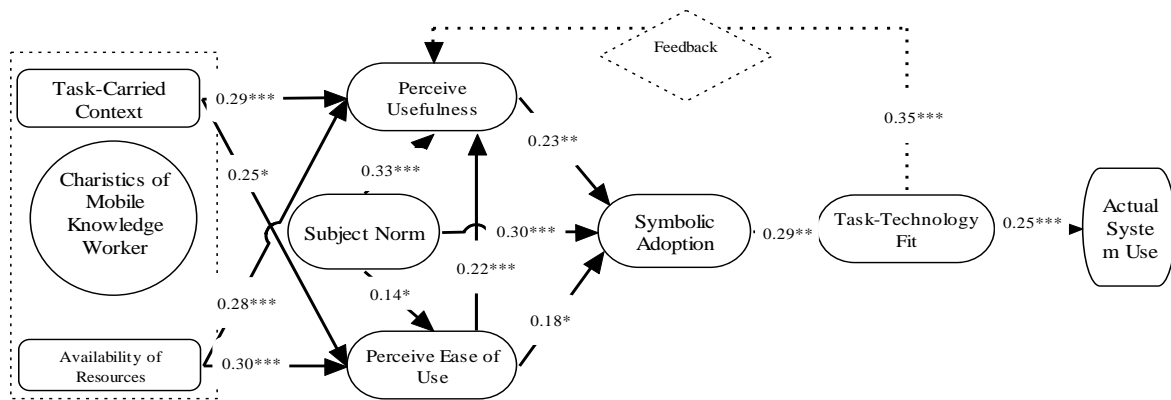 Feedback
Task-Carried
Context
0.29***
Perceive
Usefulness
0.35***
0.23**
0.25*
0.33***
Charistics of
Mobile
Knowledge
Worker
Subject Norm
0.30***
Symbolic
Adoption
0.29**
Task-Technology
Fit
0.25***
Actual
Syste
m Use
0.22***
0.28***
0.14*
0.18*
Availability of
Resources
0.30***
Perceive Ease of
Use